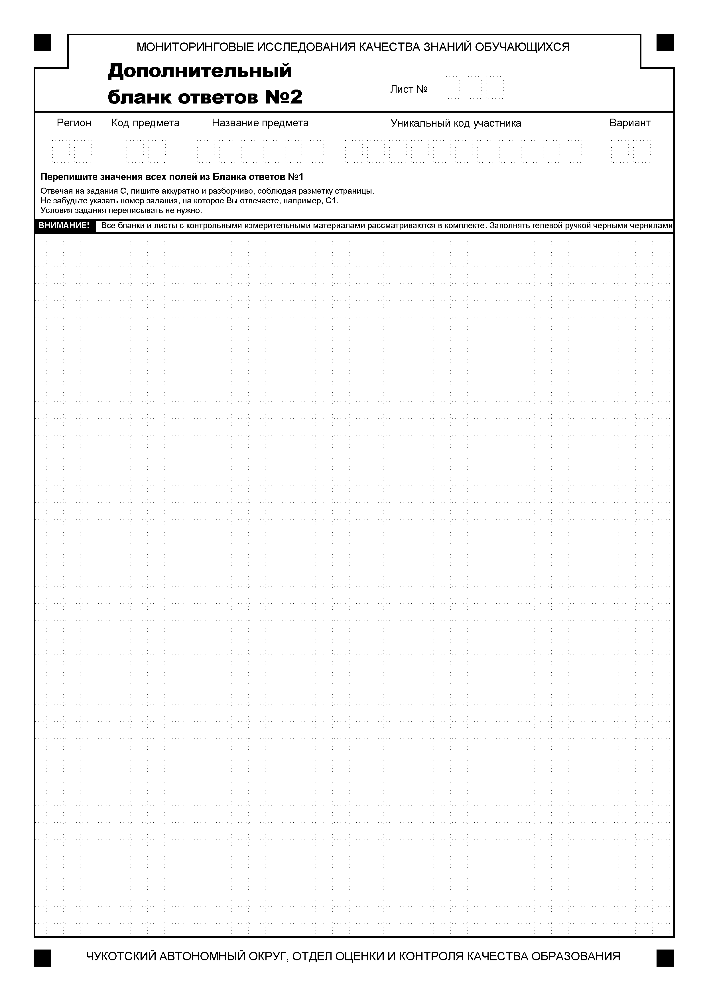 МОНИТОРИНГОВЫЕ ИССЛЕДОВАНИЯ КАЧЕСТВА ЗНАНИЙ ОБУЧАЮЩИХСЯ
Дополнительный
бланк ответов №2
Лист №
Регион Код предмета Название предмета Уникальный код участника Вариант
Перепишите значения всех полей из Бланка ответов №1
Отвечая на задания С, пишите аккуратно и разборчиво, соблюдая разметку страницы.
Не забудьте указать номер задания, на которое Вы отвечаете, например, С1.
Условия задания переписывать не нужно.
ВНИМАНИЕ! Все бланки и листы с контрольными измерительными материалами рассматриваются в комплекте. Заполнять гелевой ручкой черными чернилами
ЧУКОТСКИЙ АВТОНОМНЫЙ ОКРУГ, ОТДЕЛ ОЦЕНКИ И КОНТРОЛЯ КАЧЕСТВА ОБРАЗОВАНИЯ